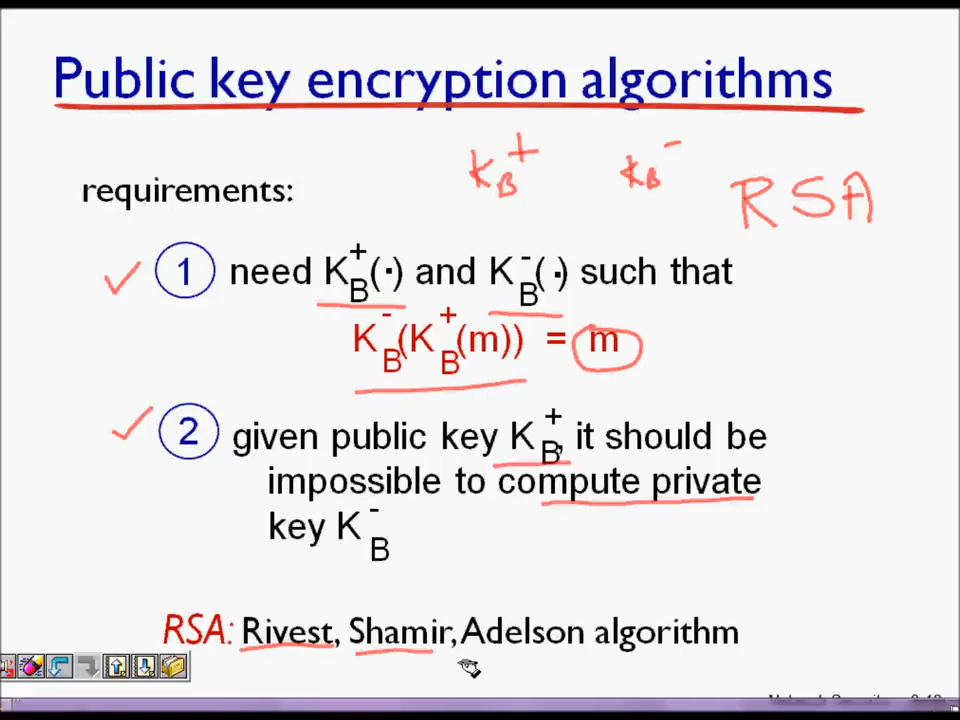 Public key encryption algorithms
K_B^+ K_B^- RSA
requirements:
1 need K_B^+(·) and K_B^-(·) such that
K_B^-(K_B^+(m)) = m
2 given public key K_B^+, it should be
impossible to compute private
key K_B^-
RSA: Rivest, Shamir, Adelson algorithm